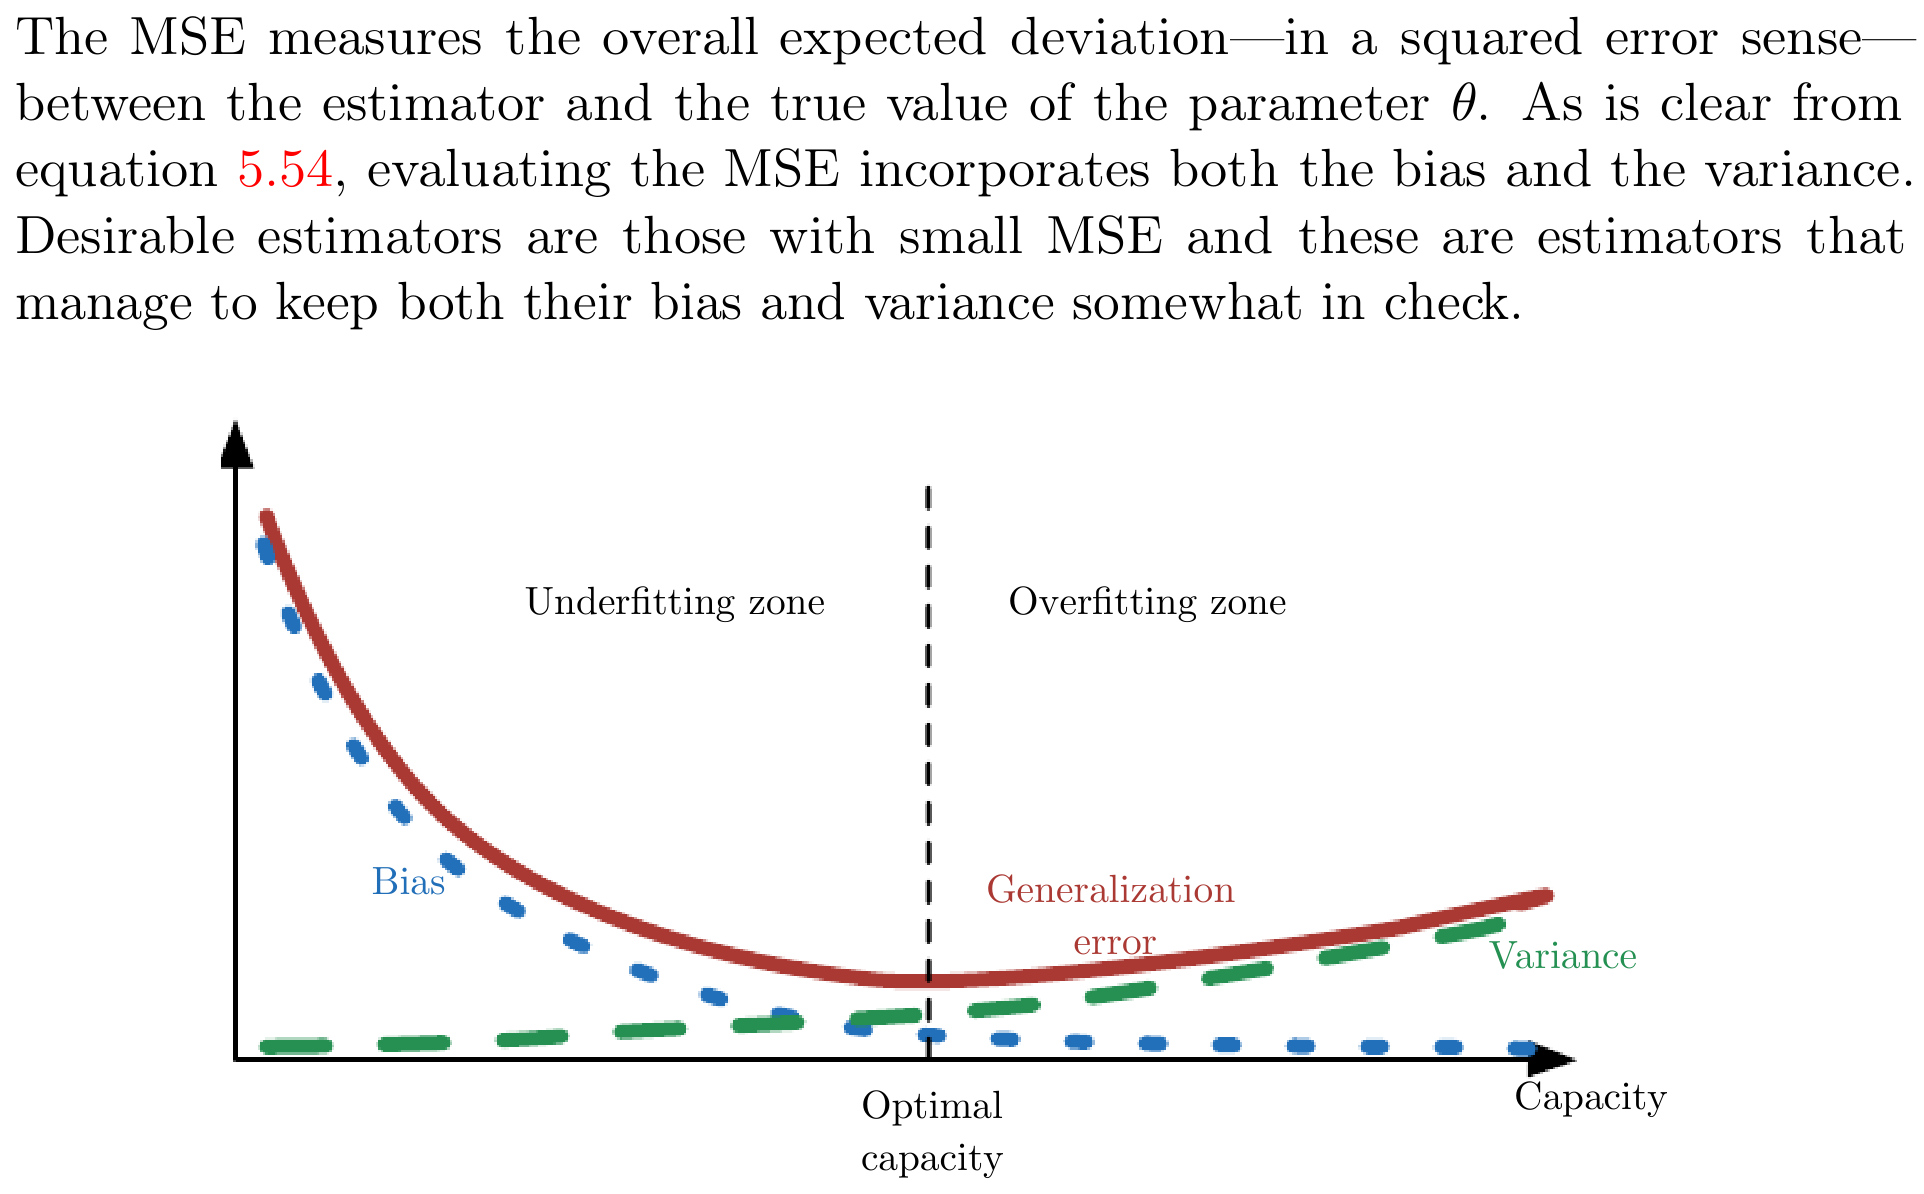 The MSE measures the overall expected deviation—in a squared error sense—
between the estimator and the true value of the parameter θ. As is clear from
equation 5.54, evaluating the MSE incorporates both the bias and the variance.
Desirable estimators are those with small MSE and these are estimators that
manage to keep both their bias and variance somewhat in check.
Underfitting zone
Overfitting zone
Bias
Generalization
error
Variance
Optimal
capacity
Capacity